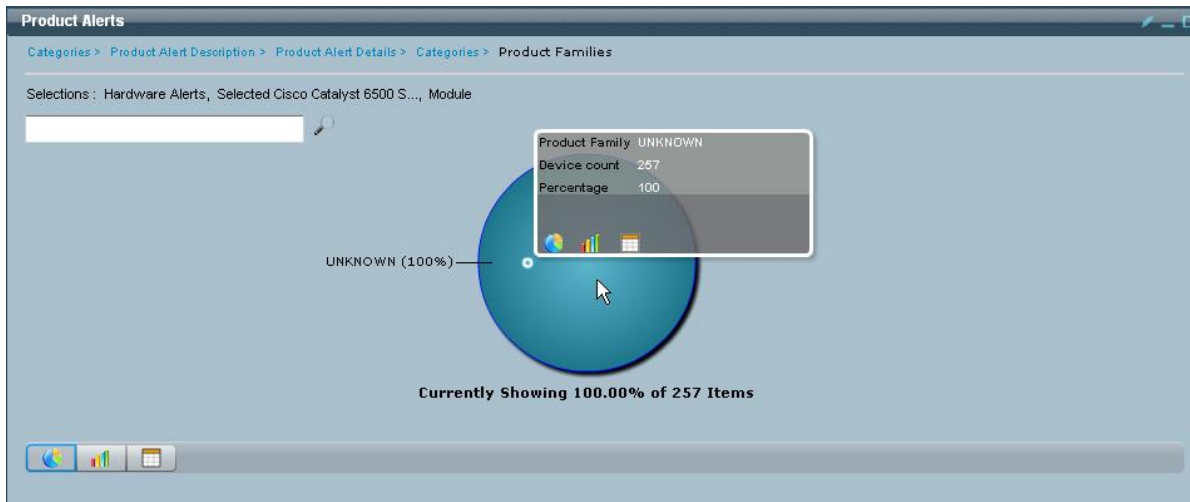 Product Alerts
Categories > Product Alert Description > Product Alert Details > Categories > Product Families
Selections : Hardware Alerts, Selected Cisco Catalyst 6500 S..., Module
Product Family UNKNOWN
Device count 257
Percentage 100
UNKNOWN (100%)
Currently Showing 100.00% of 257 Items